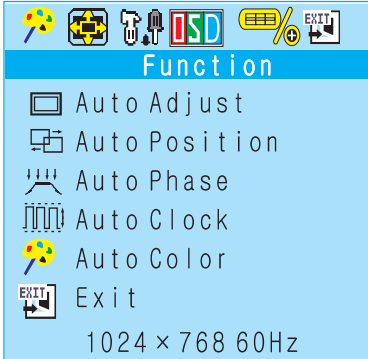 OSD EXIT
Function
Auto Adjust
Auto Position
Auto Phase
Auto Clock
Auto Color
EXIT Exit
1024×768 60Hz